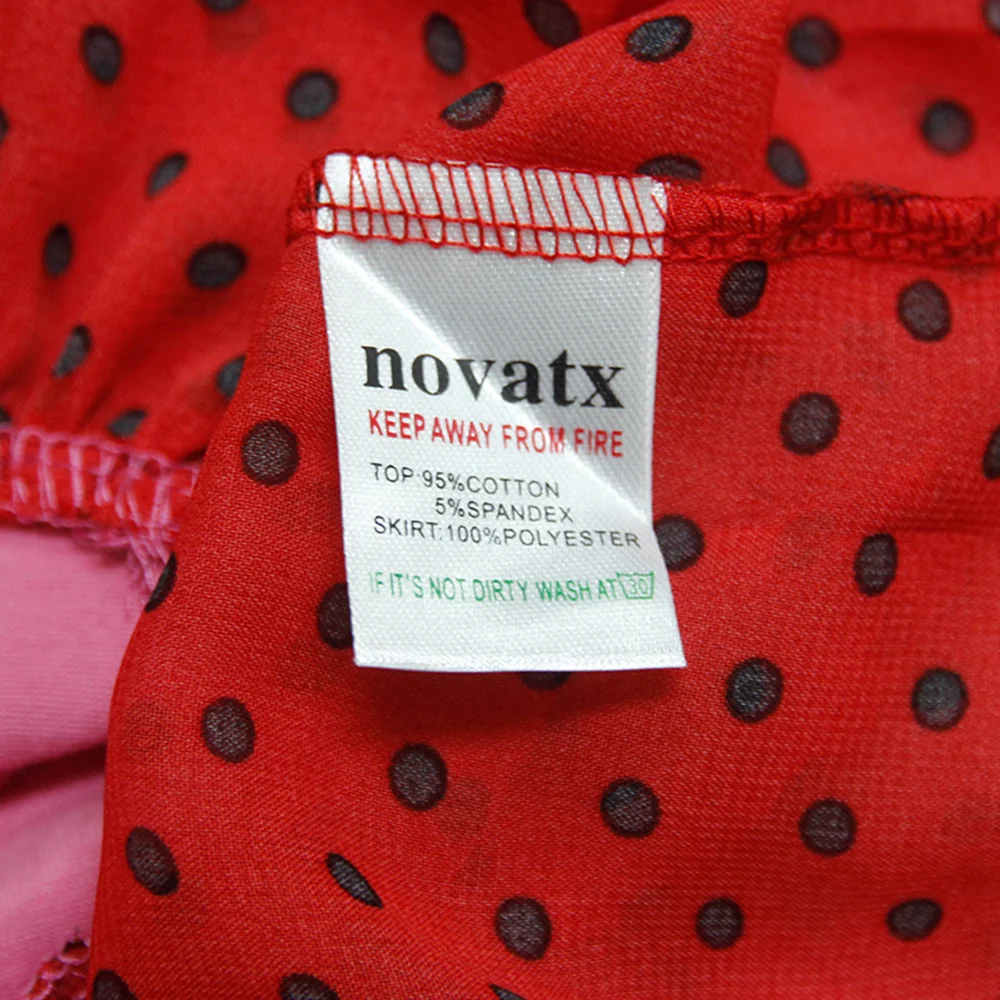 novatx
KEEP AWAY FROM FIRE
TOP:95%COTTON
5%SPANDEX
SKIRT:100%POLYESTER
IF IT'S NOT DIRTY WASH AT 30